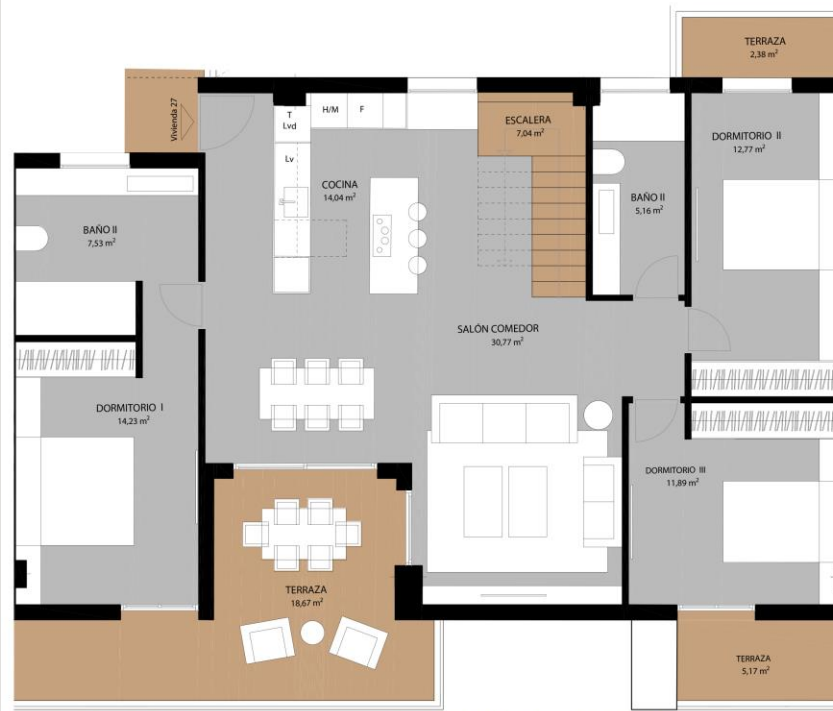 TERRAZA
2,38 m²
Vivienda 27
T
Lvd
H/M
F
ESCALERA
7,04 m²
DORMITORIO II
12,77 m²
Lv
COCINA
14,04 m²
BAÑO II
5,16 m²
BAÑO II
7,53 m²
SALÓN COMEDOR
30,77 m²
DORMITORIO I
14,23 m²
DORMITORIO III
11,89 m²
TERRAZA
18,67 m²
TERRAZA
5,17 m²